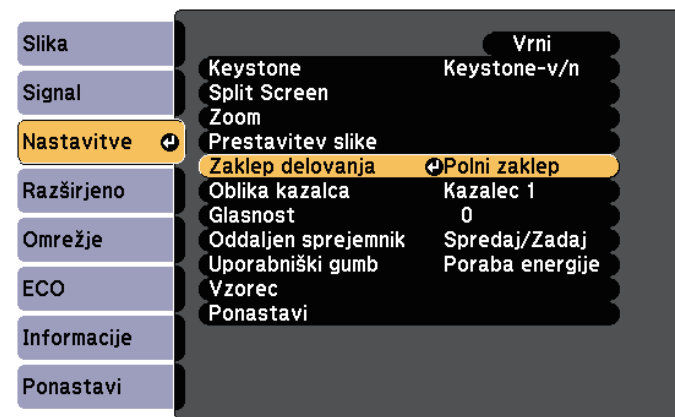 Slika
Signal
Nastavitve
Razširjeno
Omrežje
ECO
Informacije
Ponastavi
Vrni
Keystone Keystone-v/n
Split Screen
Zoom
Prestavitev slike
Zaklep delovanja Polni zaklep
Oblika kazalca Kazalec 1
Glasnost 0
Oddaljen sprejemnik Spredaj/Zadaj
Uporabniški gumb Poraba energije
Vzorec
Ponastavi